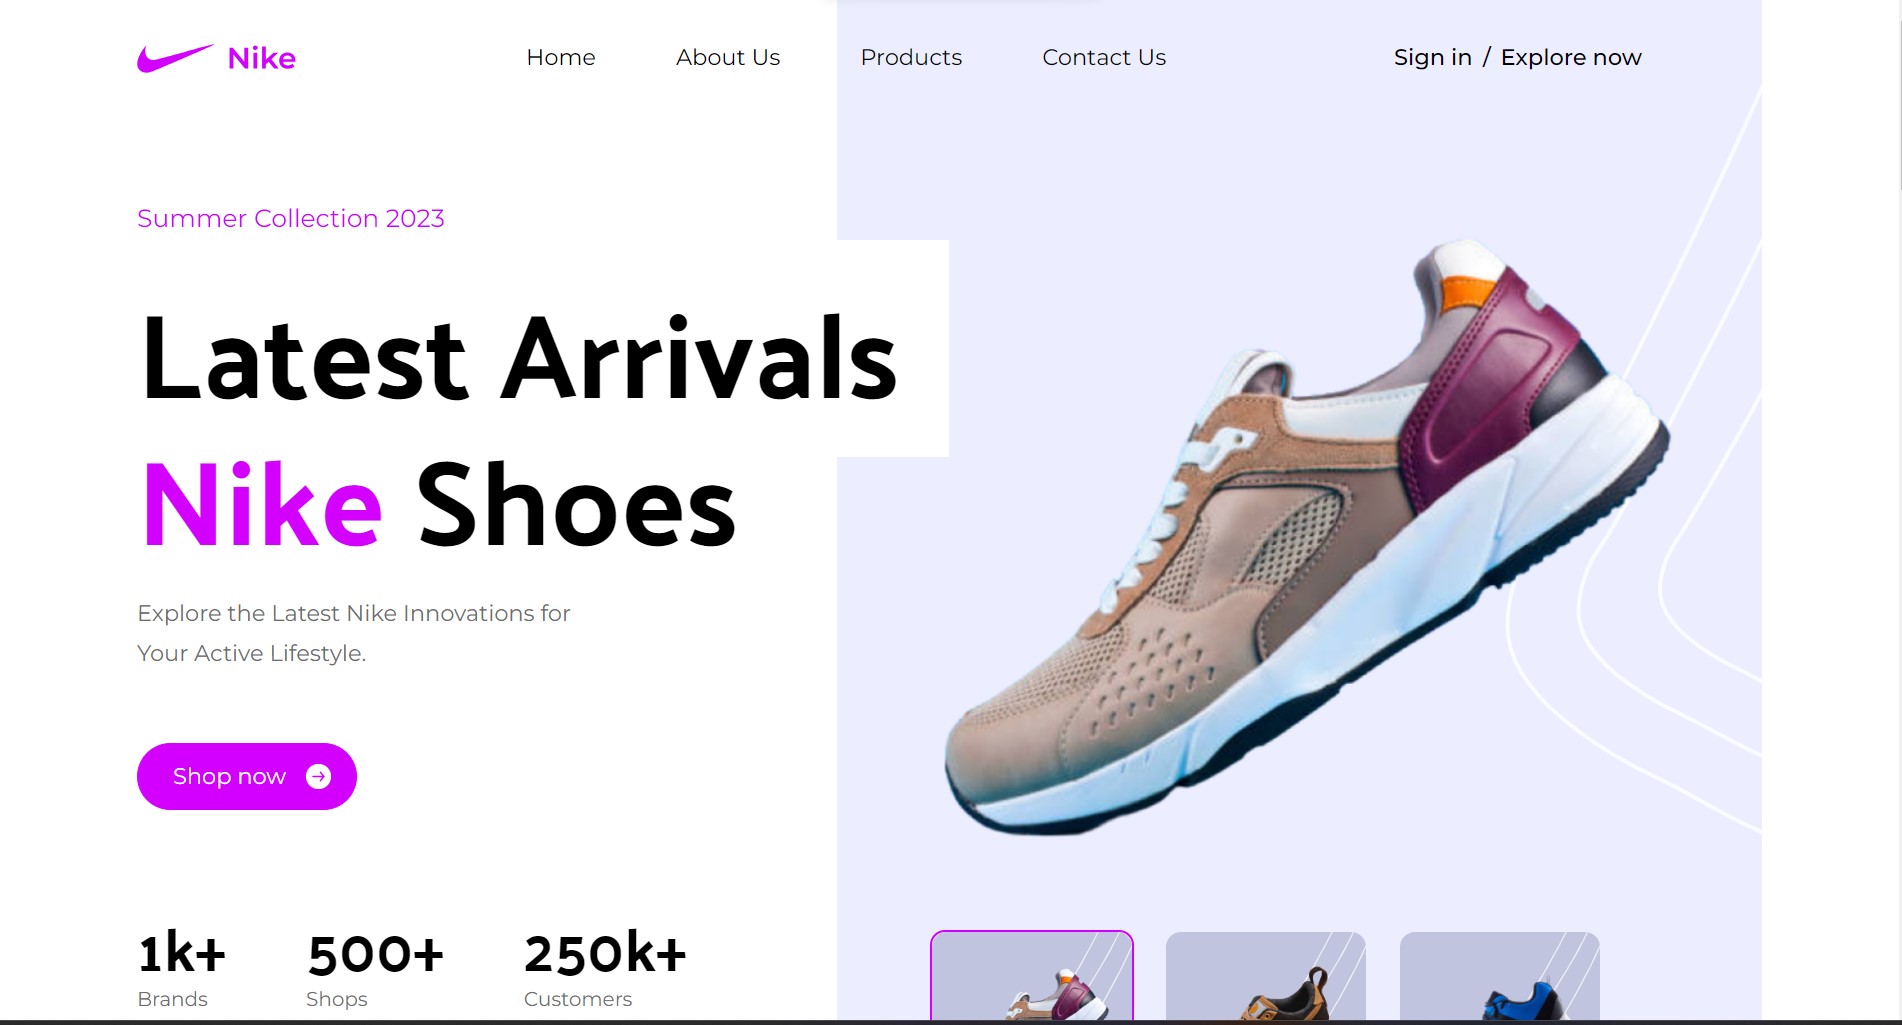 Nike
Home
About Us
Products
Contact Us
Sign in / Explore now
Summer Collection 2023
Latest Arrivals
Nike Shoes
Explore the Latest Nike Innovations for
Your Active Lifestyle.
Shop now
1k+
Brands
500+
Shops
250k+
Customers